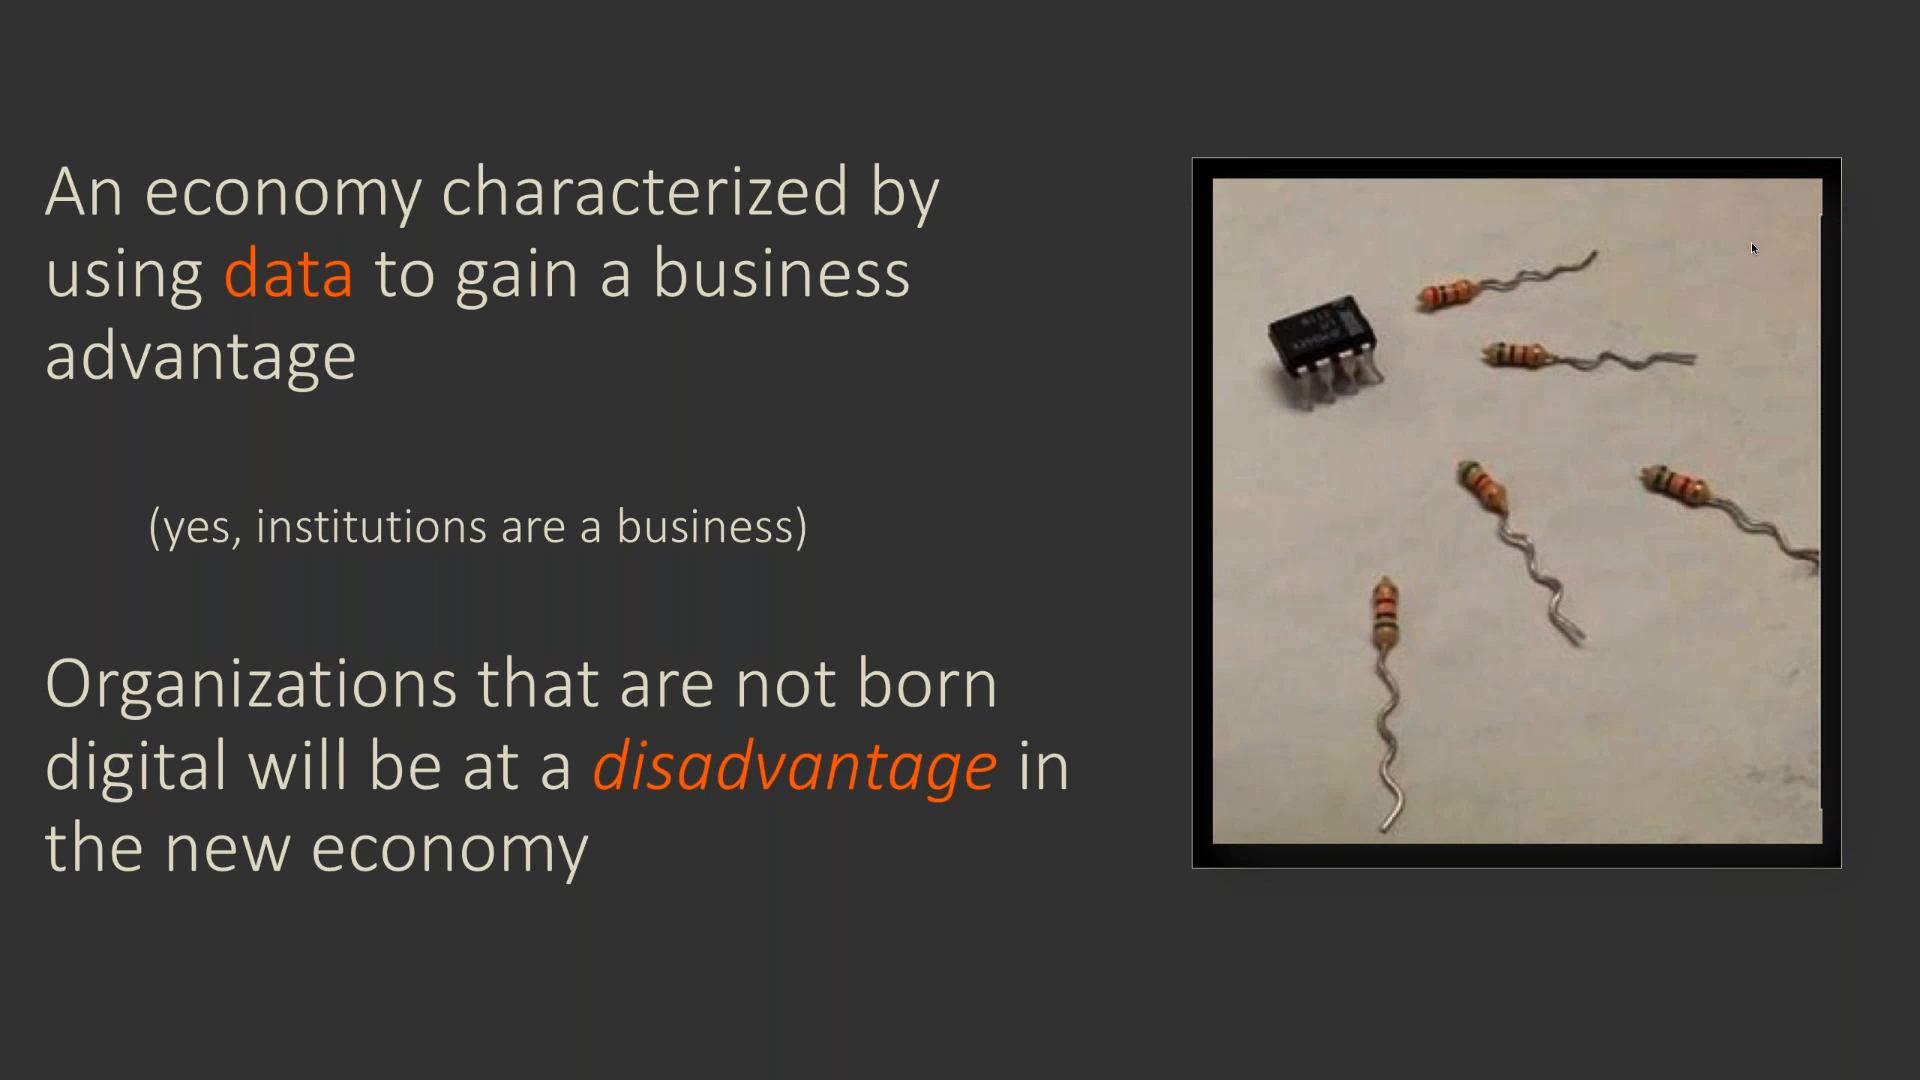 An economy characterized by
using data to gain a business
advantage
(yes, institutions are a business)
Organizations that are not born
digital will be at a disadvantage in
the new economy